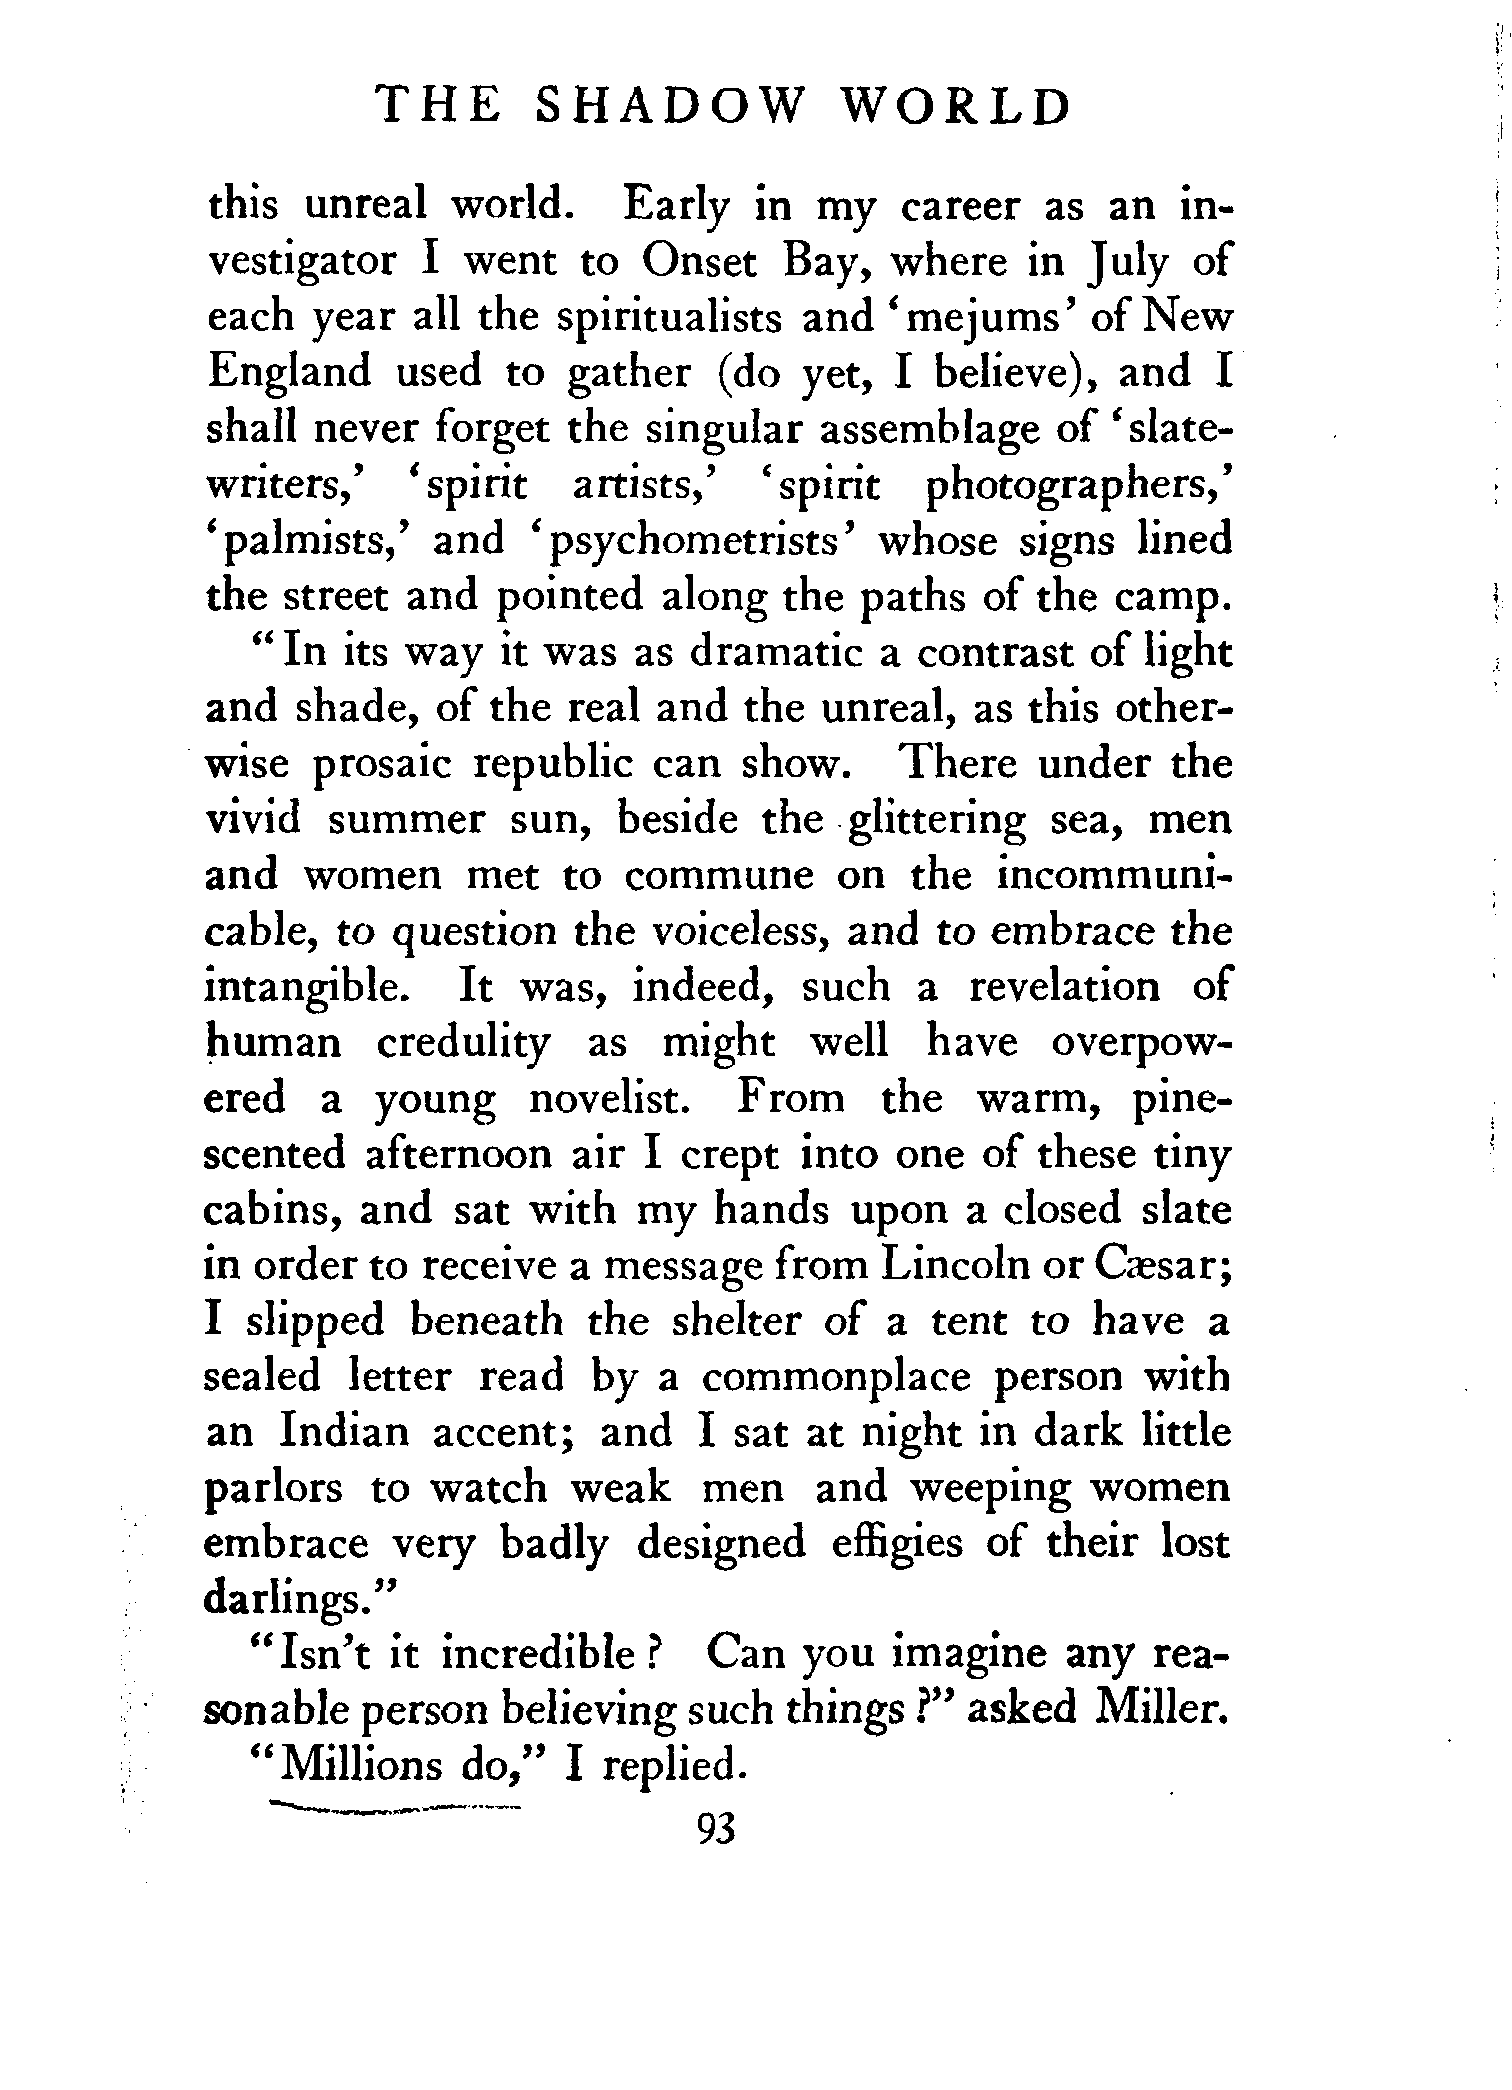 THE SHADOW WORLD
this unreal world. Early in my career as an in-
vestigator I went to Onset Bay, where in July of
each year all the spiritualists and ‘mejums’ of New
England used to gather (do yet, I believe), and I
shall never forget the singular assemblage of ‘slate-
writers,’ ‘spirit artists,’ ‘spirit photographers,’
‘palmists,’ and ‘psychometrists’ whose signs lined
the street and pointed along the paths of the camp.
“In its way it was as dramatic a contrast of light
and shade, of the real and the unreal, as this other-
wise prosaic republic can show. There under the
vivid summer sun, beside the glittering sea, men
and women met to commune on the incommuni-
cable, to question the voiceless, and to embrace the
intangible. It was, indeed, such a revelation of
human credulity as might well have overpow-
ered a young novelist. From the warm, pine-
scented afternoon air I crept into one of these tiny
cabins, and sat with my hands upon a closed slate
in order to receive a message from Lincoln or Cæsar;
I slipped beneath the shelter of a tent to have a
sealed letter read by a commonplace person with
an Indian accent; and I sat at night in dark little
parlors to watch weak men and weeping women
embrace very badly designed effigies of their lost
darlings.”
“Isn’t it incredible? Can you imagine any rea-
sonable person believing such things?” asked Miller.
“Millions do,” I replied.
93